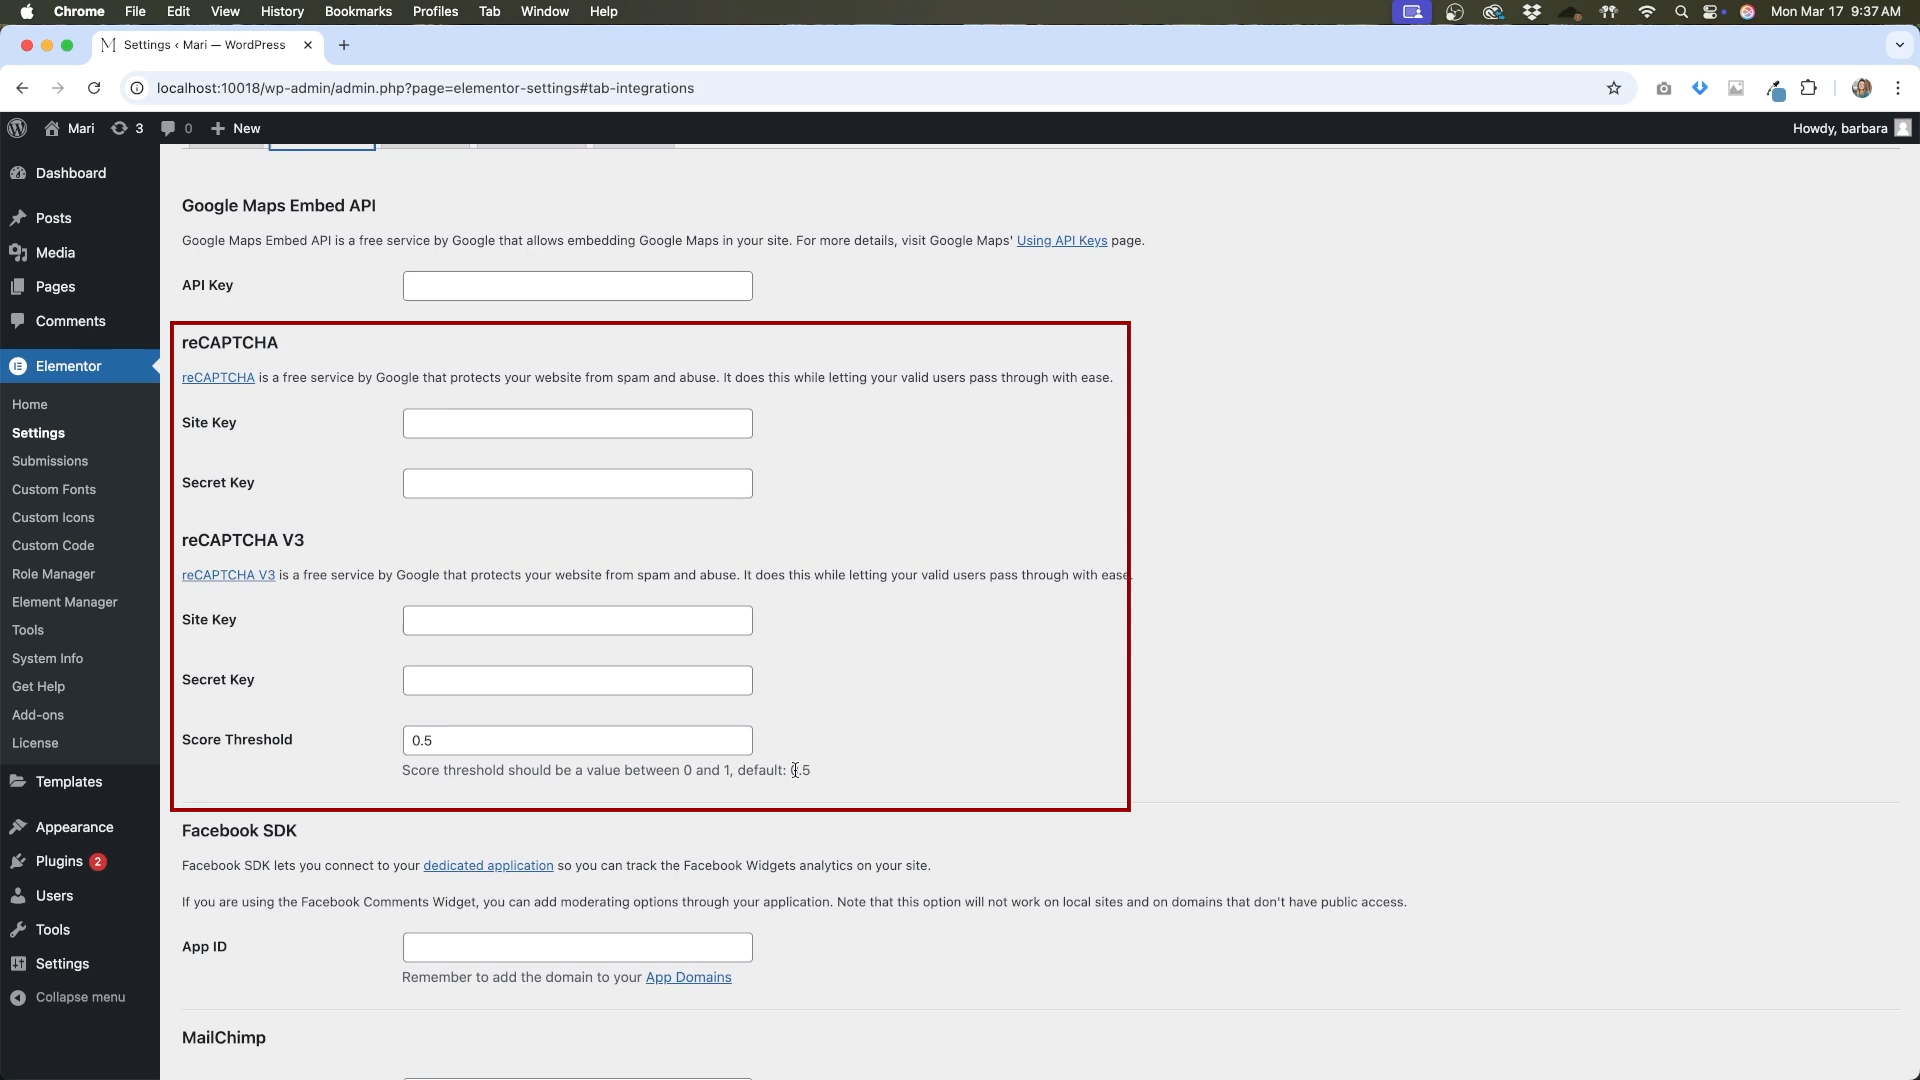 Chrome File Edit View History Bookmarks Profiles Tab Window Help Mon Mar 17 9:37 AM
Settings ‹ Mari — WordPress
localhost:10018/wp-admin/admin.php?page=elementor-settings#tab-integrations
Mari 3 0 New Howdy, barbara
Dashboard
Posts
Media
Pages
Comments
Elementor
Home
Settings
Submissions
Custom Fonts
Custom Icons
Custom Code
Role Manager
Element Manager
Tools
System Info
Get Help
Add-ons
License
Templates
Appearance
Plugins 2
Users
Tools
Settings
Collapse menu
Google Maps Embed API
Google Maps Embed API is a free service by Google that allows embedding Google Maps in your site. For more details, visit Google Maps' Using API Keys page.
API Key
reCAPTCHA
reCAPTCHA is a free service by Google that protects your website from spam and abuse. It does this while letting your valid users pass through with ease.
Site Key
Secret Key
reCAPTCHA V3
reCAPTCHA V3 is a free service by Google that protects your website from spam and abuse. It does this while letting your valid users pass through with ease.
Site Key
Secret Key
Score Threshold 0.5
Score threshold should be a value between 0 and 1, default: 0.5
Facebook SDK
Facebook SDK lets you connect to your dedicated application so you can track the Facebook Widgets analytics on your site.
If you are using the Facebook Comments Widget, you can add moderating options through your application. Note that this option will not work on local sites and on domains that don't have public access.
App ID
Remember to add the domain to your App Domains
MailChimp